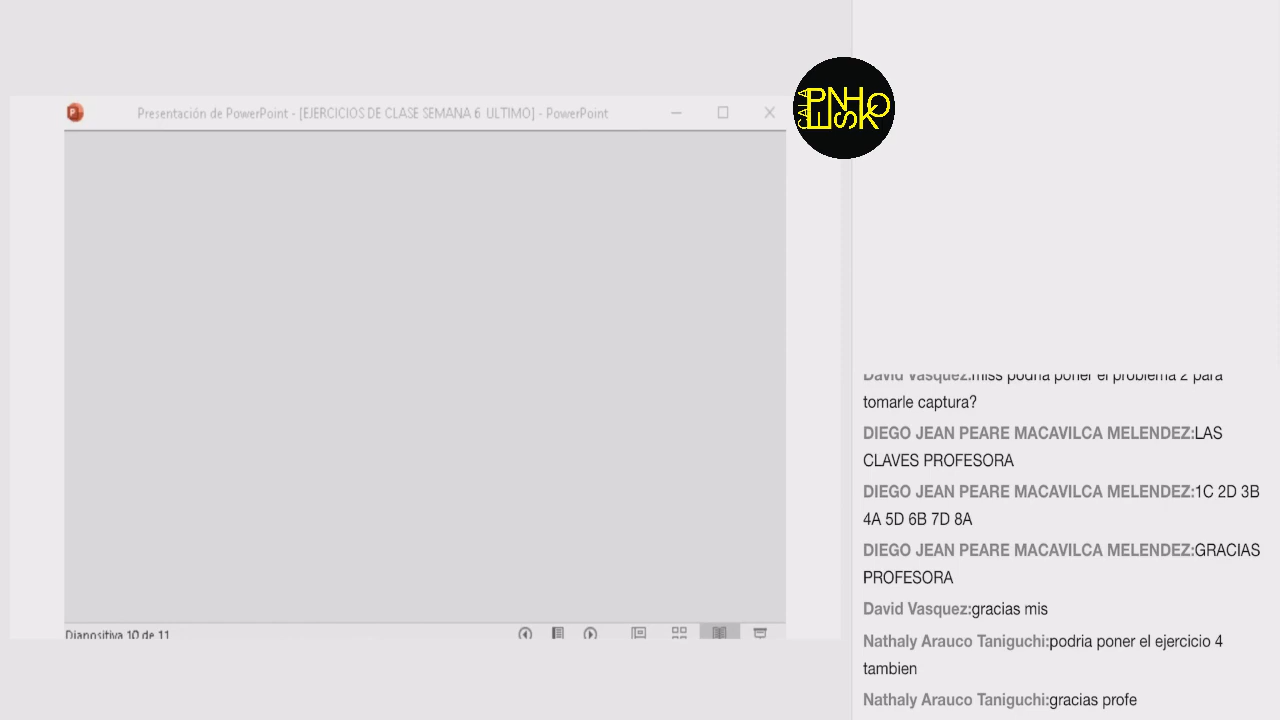 Presentación de PowerPoint - [EJERCICIOS DE CLASE SEMANA 6 ULTIMO] - PowerPoint
CALA
PNHO
ESK
Diapositiva 10 de 11
David Vasquez:miss podria poner el problema 2 para
tomarle captura?
DIEGO JEAN PEARE MACAVILCA MELENDEZ:LAS
CLAVES PROFESORA
DIEGO JEAN PEARE MACAVILCA MELENDEZ:1C 2D 3B
4A 5D 6B 7D 8A
DIEGO JEAN PEARE MACAVILCA MELENDEZ:GRACIAS
PROFESORA
David Vasquez:gracias mis
Nathaly Arauco Taniguchi:podria poner el ejercicio 4
tambien
Nathaly Arauco Taniguchi:gracias profe